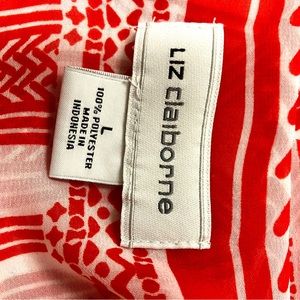 LIZ claiborne
L
100% POLYESTER
MADE IN
INDONESIA